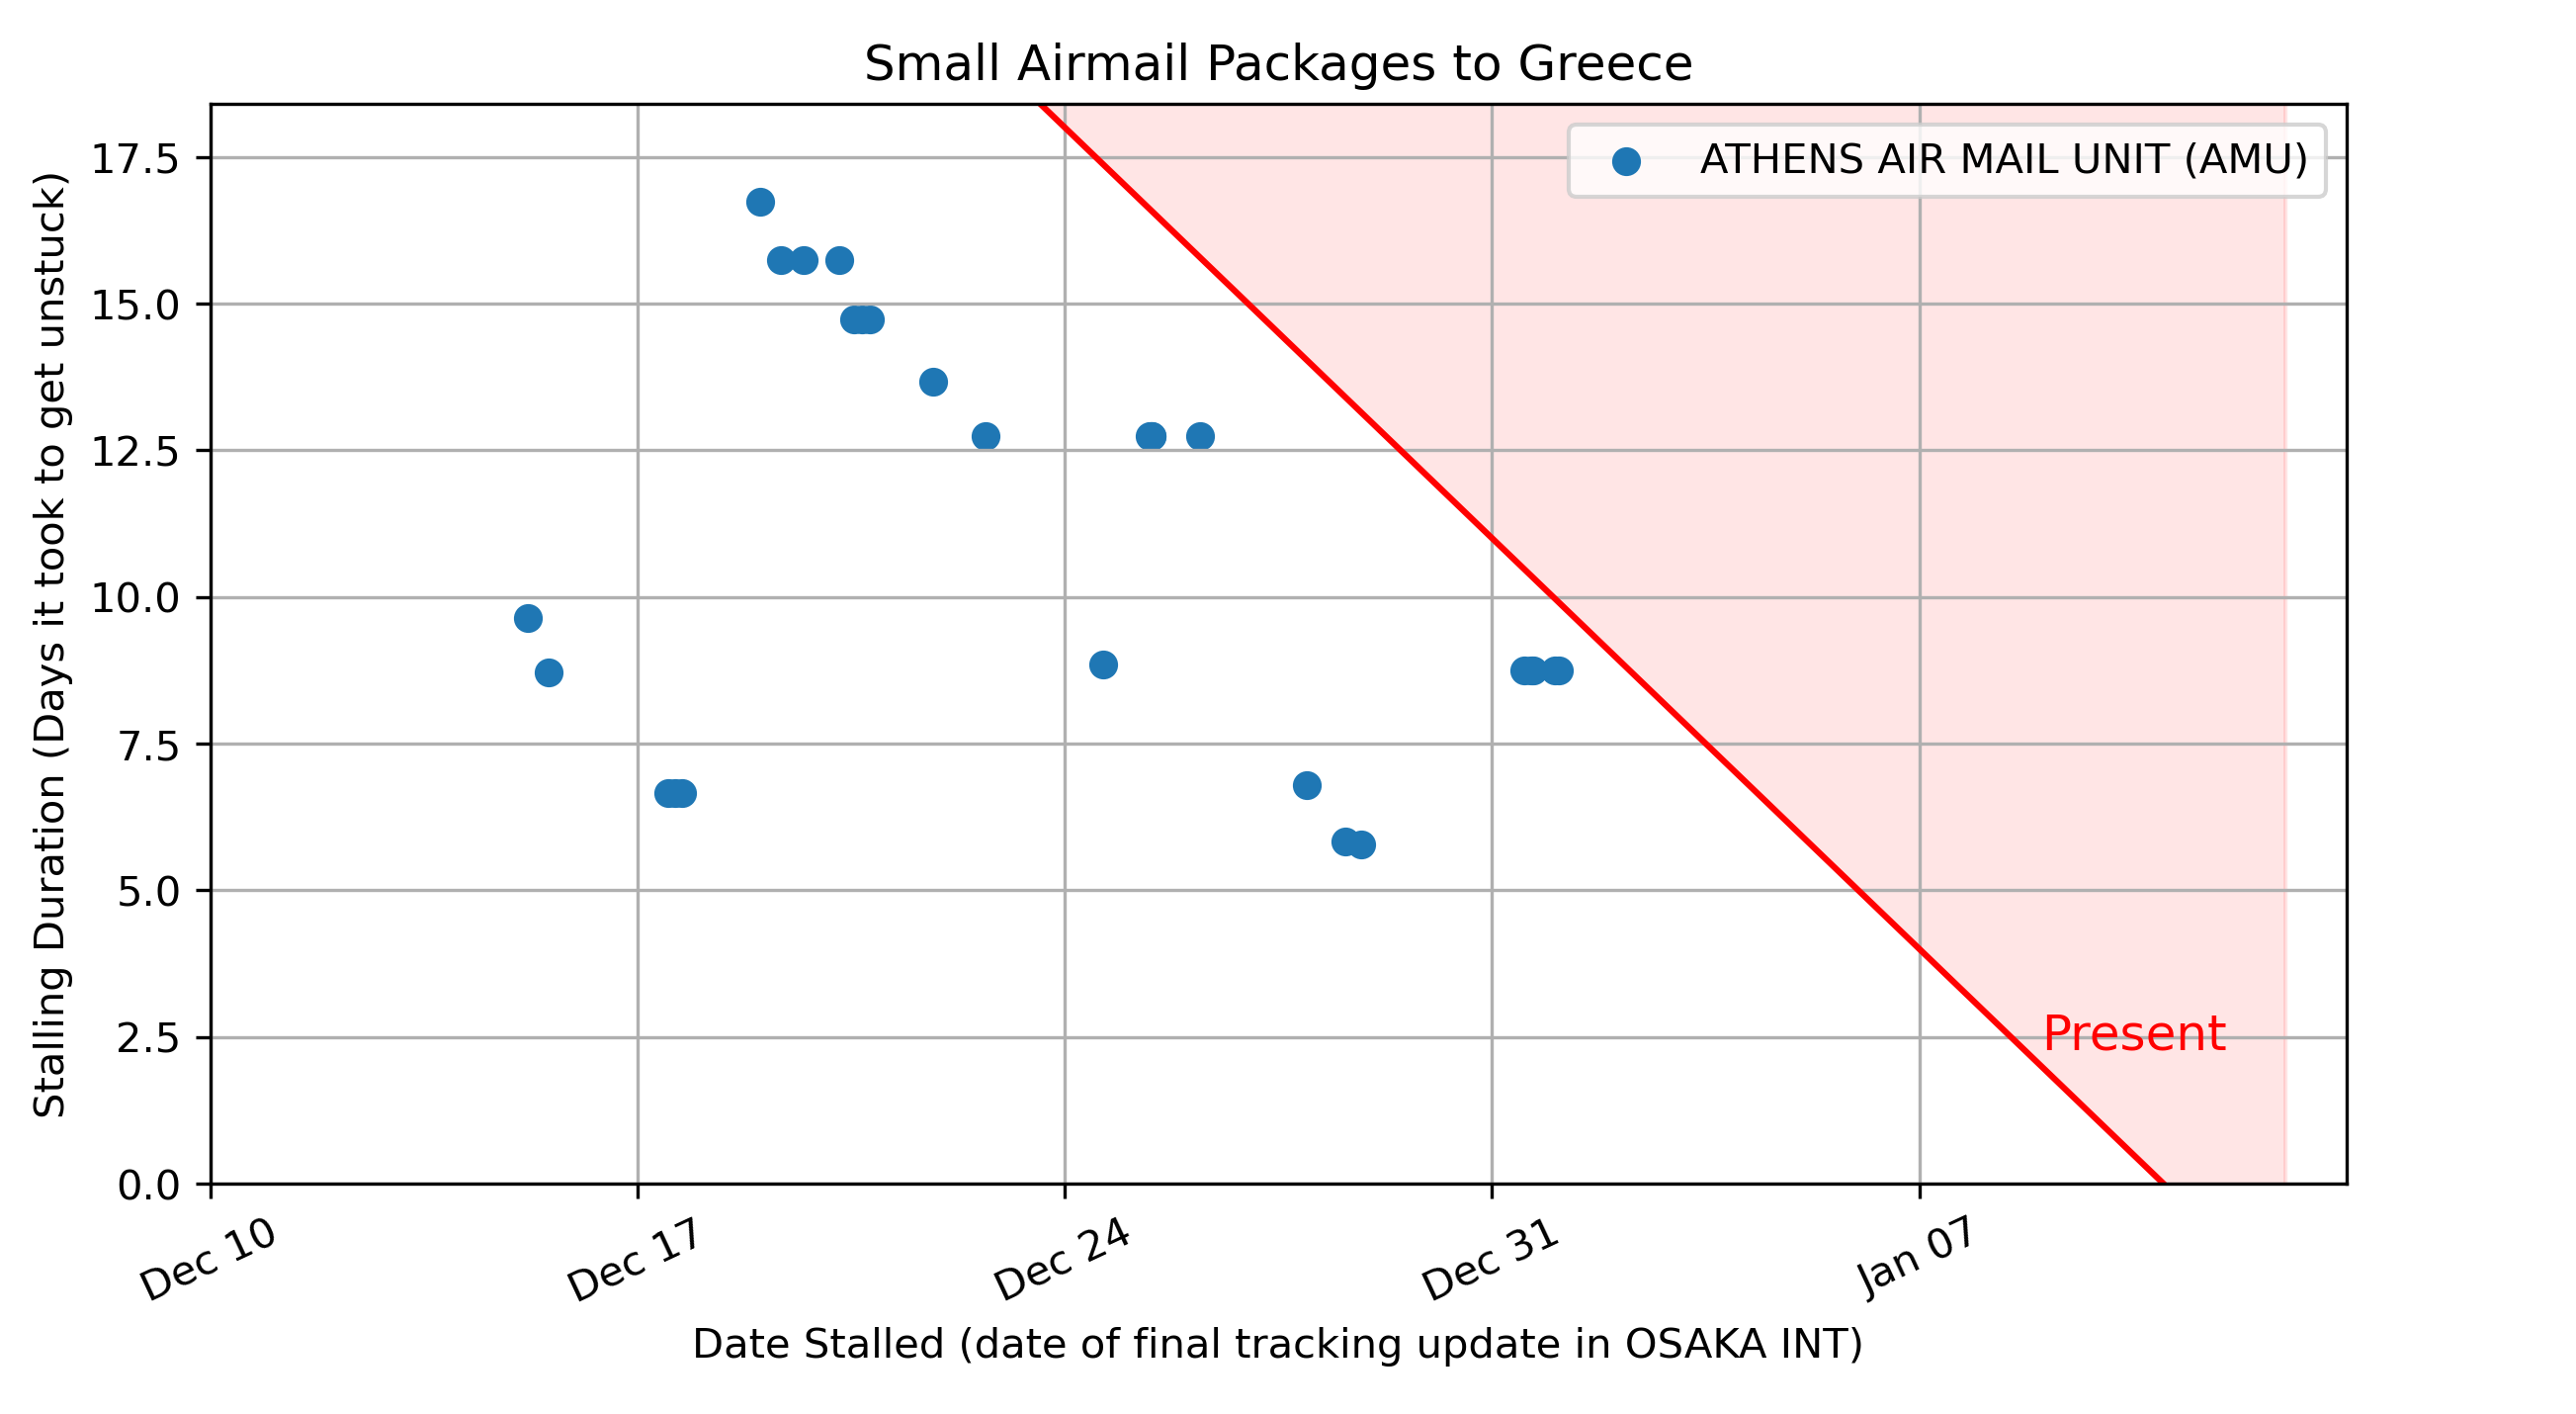 Small Airmail Packages to Greece
ATHENS AIR MAIL UNIT (AMU)
Stalling Duration (Days it took to get unstuck)
17.5
15.0
12.5
10.0
7.5
5.0
2.5
0.0
Present
Dec 10
Dec 17
Dec 24
Dec 31
Jan 07
Date Stalled (date of final tracking update in OSAKA INT)